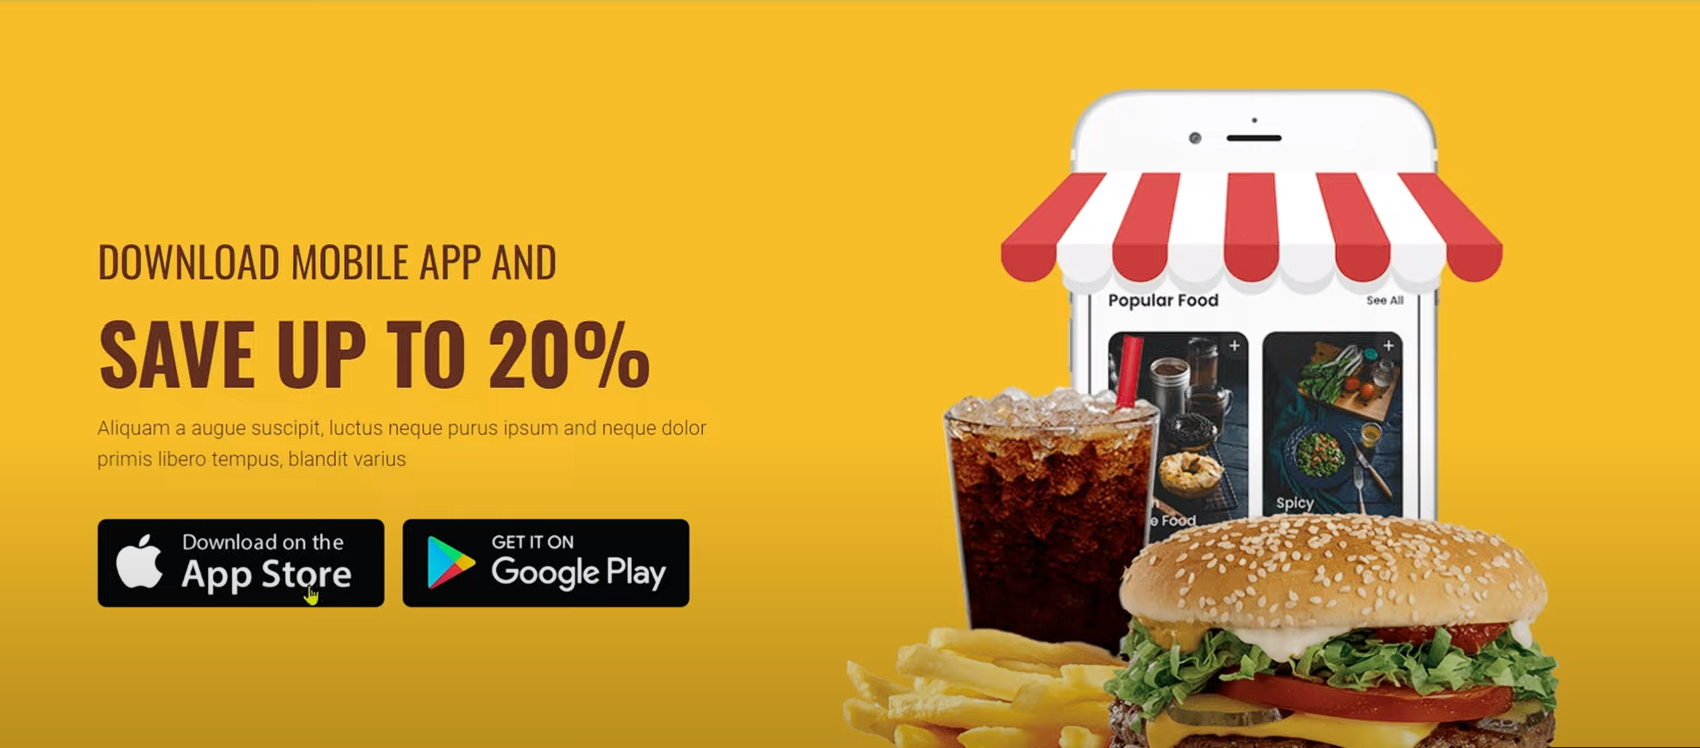 DOWNLOAD MOBILE APP AND
SAVE UP TO 20%
Aliquam a augue suscipit, luctus neque purus ipsum and neque dolor
primis libero tempus, blandit varius
Download on the
App Store
GET IT ON
Google Play
Popular Food
See All
Spicy
Food